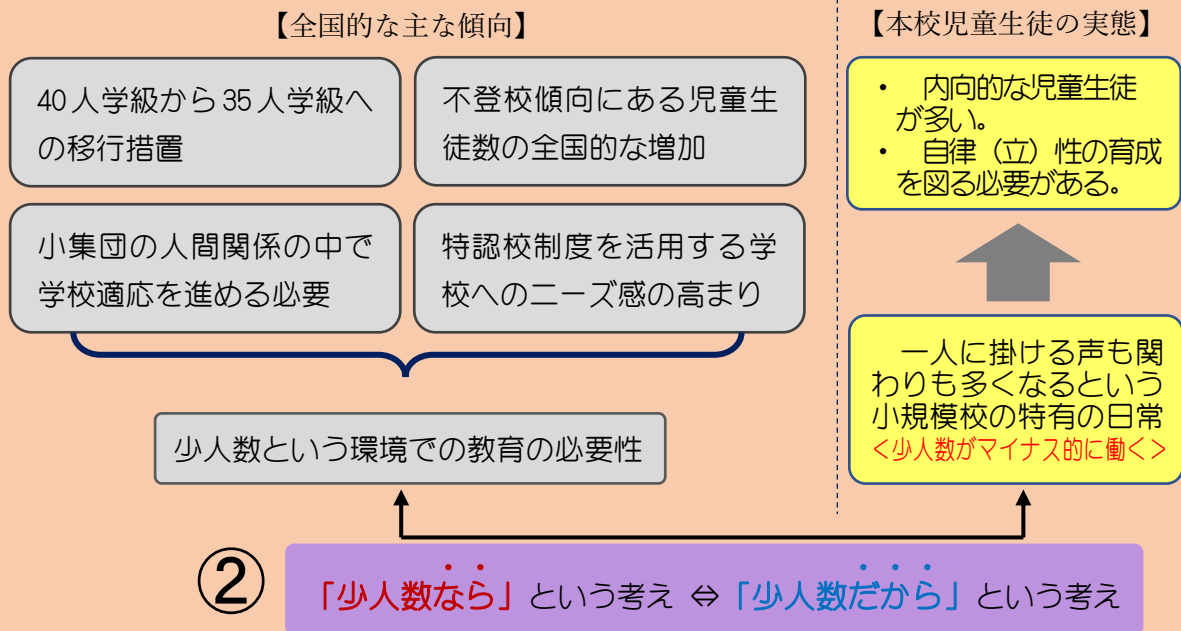 【全国的な主な傾向】
40人学級から35人学級へ
の移行措置
不登校傾向にある児童生
徒数の全国的な増加
小集団の人間関係の中で
学校適応を進める必要
特認校制度を活用する学
校へのニーズ感の高まり
少人数という環境での教育の必要性
【本校児童生徒の実態】
・　内向的な児童生徒
が多い。
・　自律（立）性の育成
を図る必要がある。
一人に掛ける声も関
わりも多くなるという
小規模校の特有の日常
＜少人数がマイナス的に働く＞
②
「少人数なら」という考え ⇔ 「少人数だから」という考え